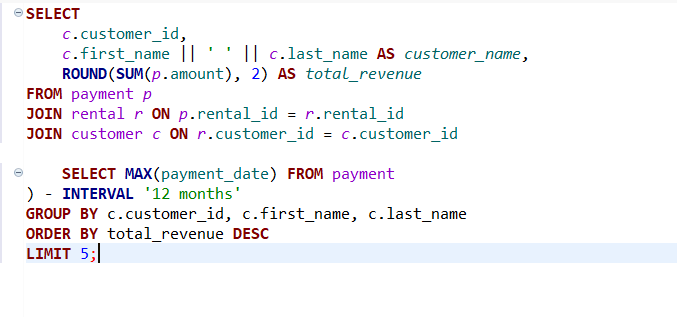 SELECT
c.customer_id,
c.first_name || ' ' || c.last_name AS customer_name,
ROUND(SUM(p.amount), 2) AS total_revenue
FROM payment p
JOIN rental r ON p.rental_id = r.rental_id
JOIN customer c ON r.customer_id = c.customer_id
SELECT MAX(payment_date) FROM payment
) - INTERVAL '12 months'
GROUP BY c.customer_id, c.first_name, c.last_name
ORDER BY total_revenue DESC
LIMIT 5;